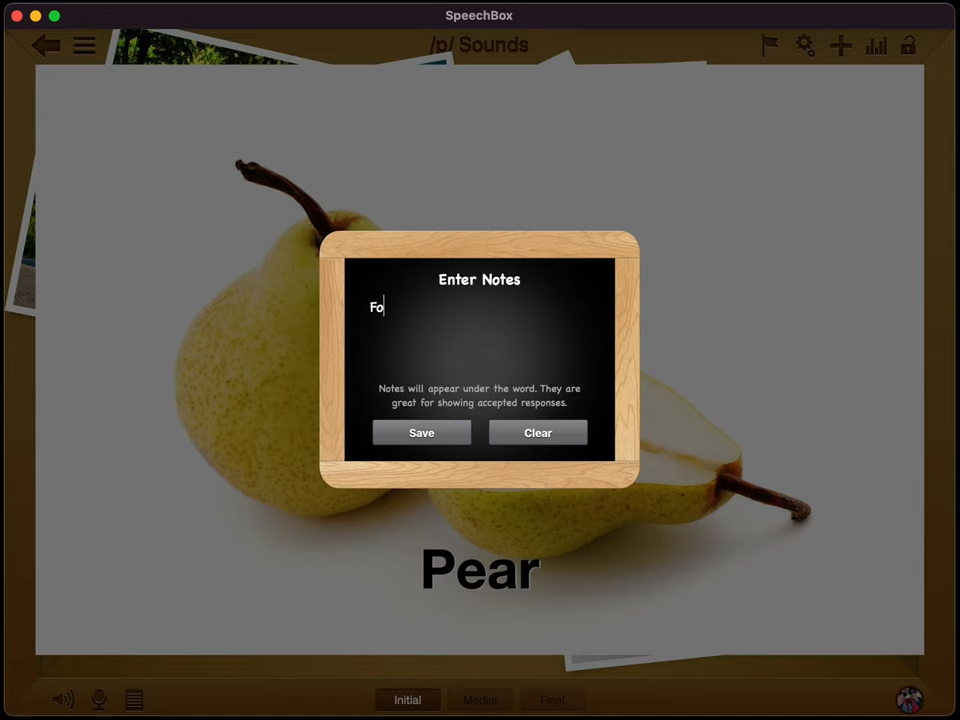 SpeechBox
/p/ Sounds
Enter Notes
Fo
Notes will appear under the word. They are
great for showing accepted responses.
Save Clear
Pear
Initial Medial Final